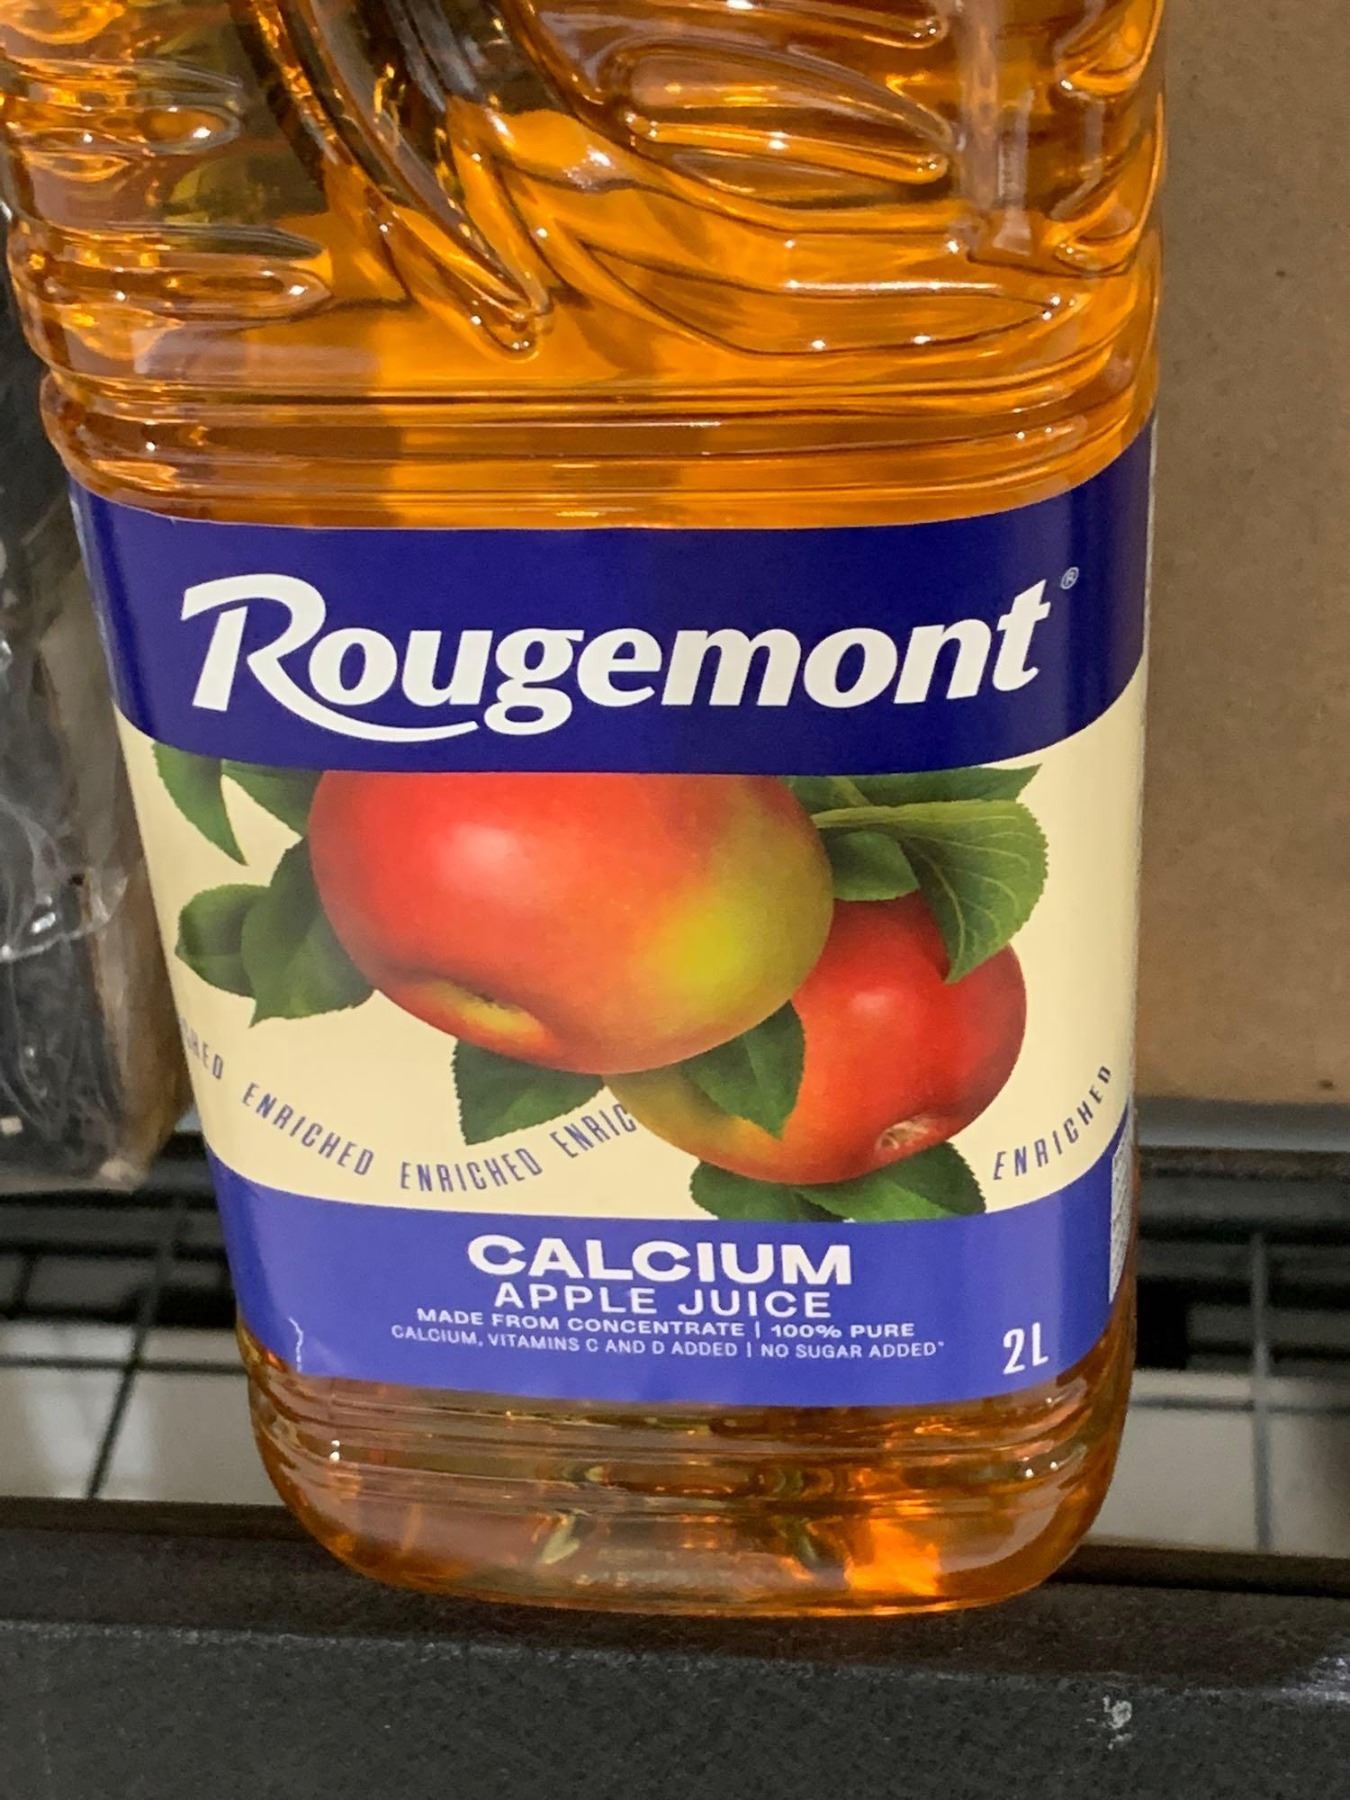 Rougemont®
ENRICHED ENRICHED ENRIC ENRICHED
CALCIUM
APPLE JUICE
MADE FROM CONCENTRATE | 100% PURE
CALCIUM, VITAMINS C AND D ADDED | NO SUGAR ADDED*
2L